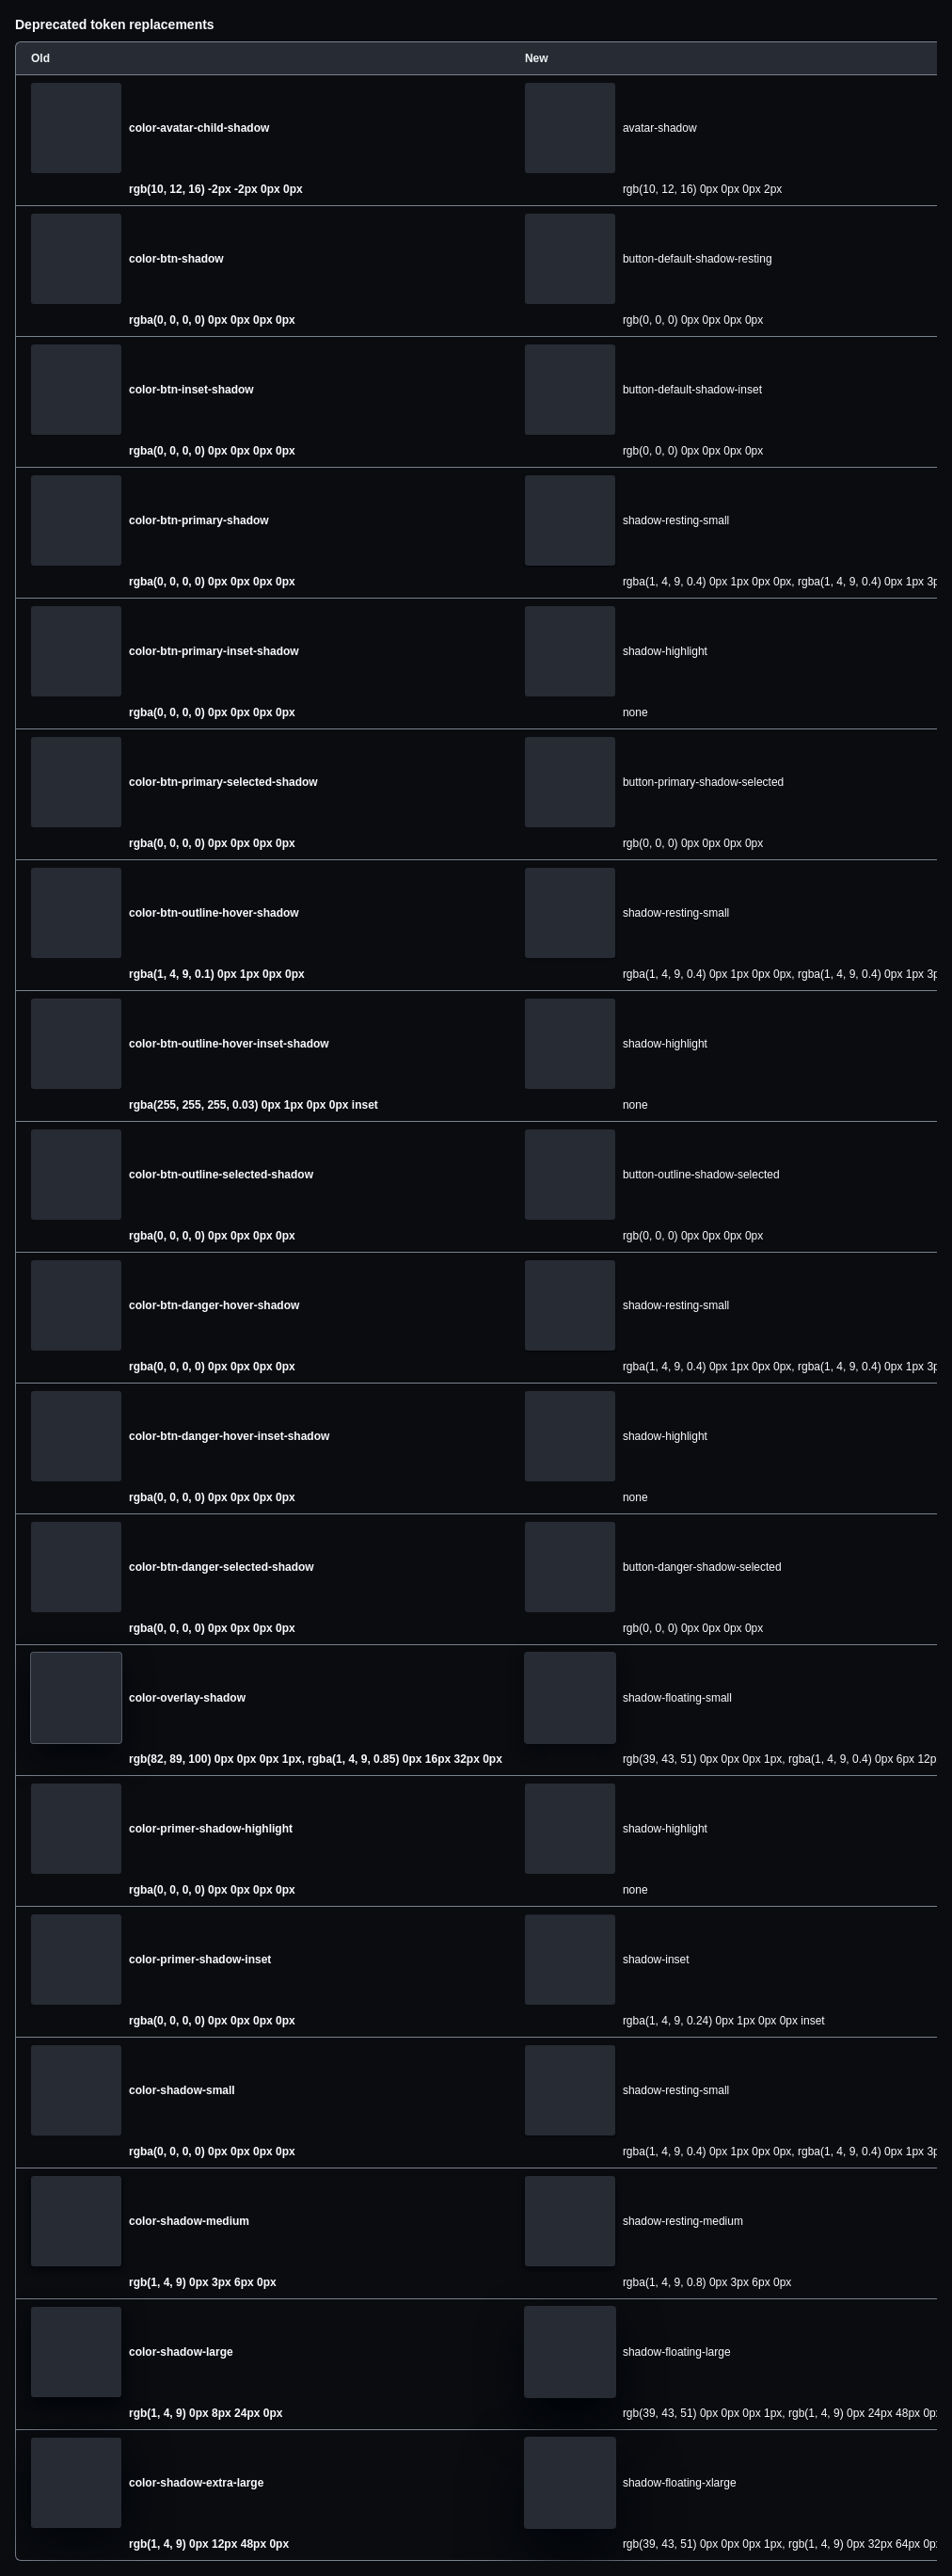 Deprecated token replacements
Old New
color-avatar-child-shadow avatar-shadow
rgb(10, 12, 16) -2px -2px 0px 0px rgb(10, 12, 16) 0px 0px 0px 2px
color-btn-shadow button-default-shadow-resting
rgba(0, 0, 0, 0) 0px 0px 0px 0px rgb(0, 0, 0) 0px 0px 0px 0px
color-btn-inset-shadow button-default-shadow-inset
rgba(0, 0, 0, 0) 0px 0px 0px 0px rgb(0, 0, 0) 0px 0px 0px 0px
color-btn-primary-shadow shadow-resting-small
rgba(0, 0, 0, 0) 0px 0px 0px 0px rgba(1, 4, 9, 0.4) 0px 1px 0px 0px, rgba(1, 4, 9, 0.4) 0px 1px
color-btn-primary-inset-shadow shadow-highlight
rgba(0, 0, 0, 0) 0px 0px 0px 0px none
color-btn-primary-selected-shadow button-primary-shadow-selected
rgba(0, 0, 0, 0) 0px 0px 0px 0px rgb(0, 0, 0) 0px 0px 0px 0px
color-btn-outline-hover-shadow shadow-resting-small
rgba(1, 4, 9, 0.1) 0px 1px 0px 0px rgba(1, 4, 9, 0.4) 0px 1px 0px 0px, rgba(1, 4, 9, 0.4) 0px 1px
color-btn-outline-hover-inset-shadow shadow-highlight
rgba(255, 255, 255, 0.03) 0px 1px 0px 0px inset none
color-btn-outline-selected-shadow button-outline-shadow-selected
rgba(0, 0, 0, 0) 0px 0px 0px 0px rgb(0, 0, 0) 0px 0px 0px 0px
color-btn-danger-hover-shadow shadow-resting-small
rgba(0, 0, 0, 0) 0px 0px 0px 0px rgba(1, 4, 9, 0.4) 0px 1px 0px 0px, rgba(1, 4, 9, 0.4) 0px 1px
color-btn-danger-hover-inset-shadow shadow-highlight
rgba(0, 0, 0, 0) 0px 0px 0px 0px none
color-btn-danger-selected-shadow button-danger-shadow-selected
rgba(0, 0, 0, 0) 0px 0px 0px 0px rgb(0, 0, 0) 0px 0px 0px 0px
color-overlay-shadow shadow-floating-small
rgb(82, 89, 100) 0px 0px 0px 1px, rgba(1, 4, 9, 0.85) 0px 16px 32px 0px rgb(39, 43, 51) 0px 0px 0px 1px, rgba(1, 4, 9, 0.4) 0px 6px 12p
color-primer-shadow-highlight shadow-highlight
rgba(0, 0, 0, 0) 0px 0px 0px 0px none
color-primer-shadow-inset shadow-inset
rgba(0, 0, 0, 0) 0px 0px 0px 0px rgba(1, 4, 9, 0.24) 0px 1px 0px 0px inset
color-shadow-small shadow-resting-small
rgba(0, 0, 0, 0) 0px 0px 0px 0px rgba(1, 4, 9, 0.4) 0px 1px 0px 0px, rgba(1, 4, 9, 0.4) 0px 1px
color-shadow-medium shadow-resting-medium
rgb(1, 4, 9) 0px 3px 6px 0px rgba(1, 4, 9, 0.8) 0px 3px 6px 0px
color-shadow-large shadow-floating-large
rgb(1, 4, 9) 0px 8px 24px 0px rgb(39, 43, 51) 0px 0px 0px 1px, rgb(1, 4, 9) 0px 24px 48px
color-shadow-extra-large shadow-floating-xlarge
rgb(1, 4, 9) 0px 12px 48px 0px rgb(39, 43, 51) 0px 0px 0px 1px, rgb(1, 4, 9) 0px 32px 64px